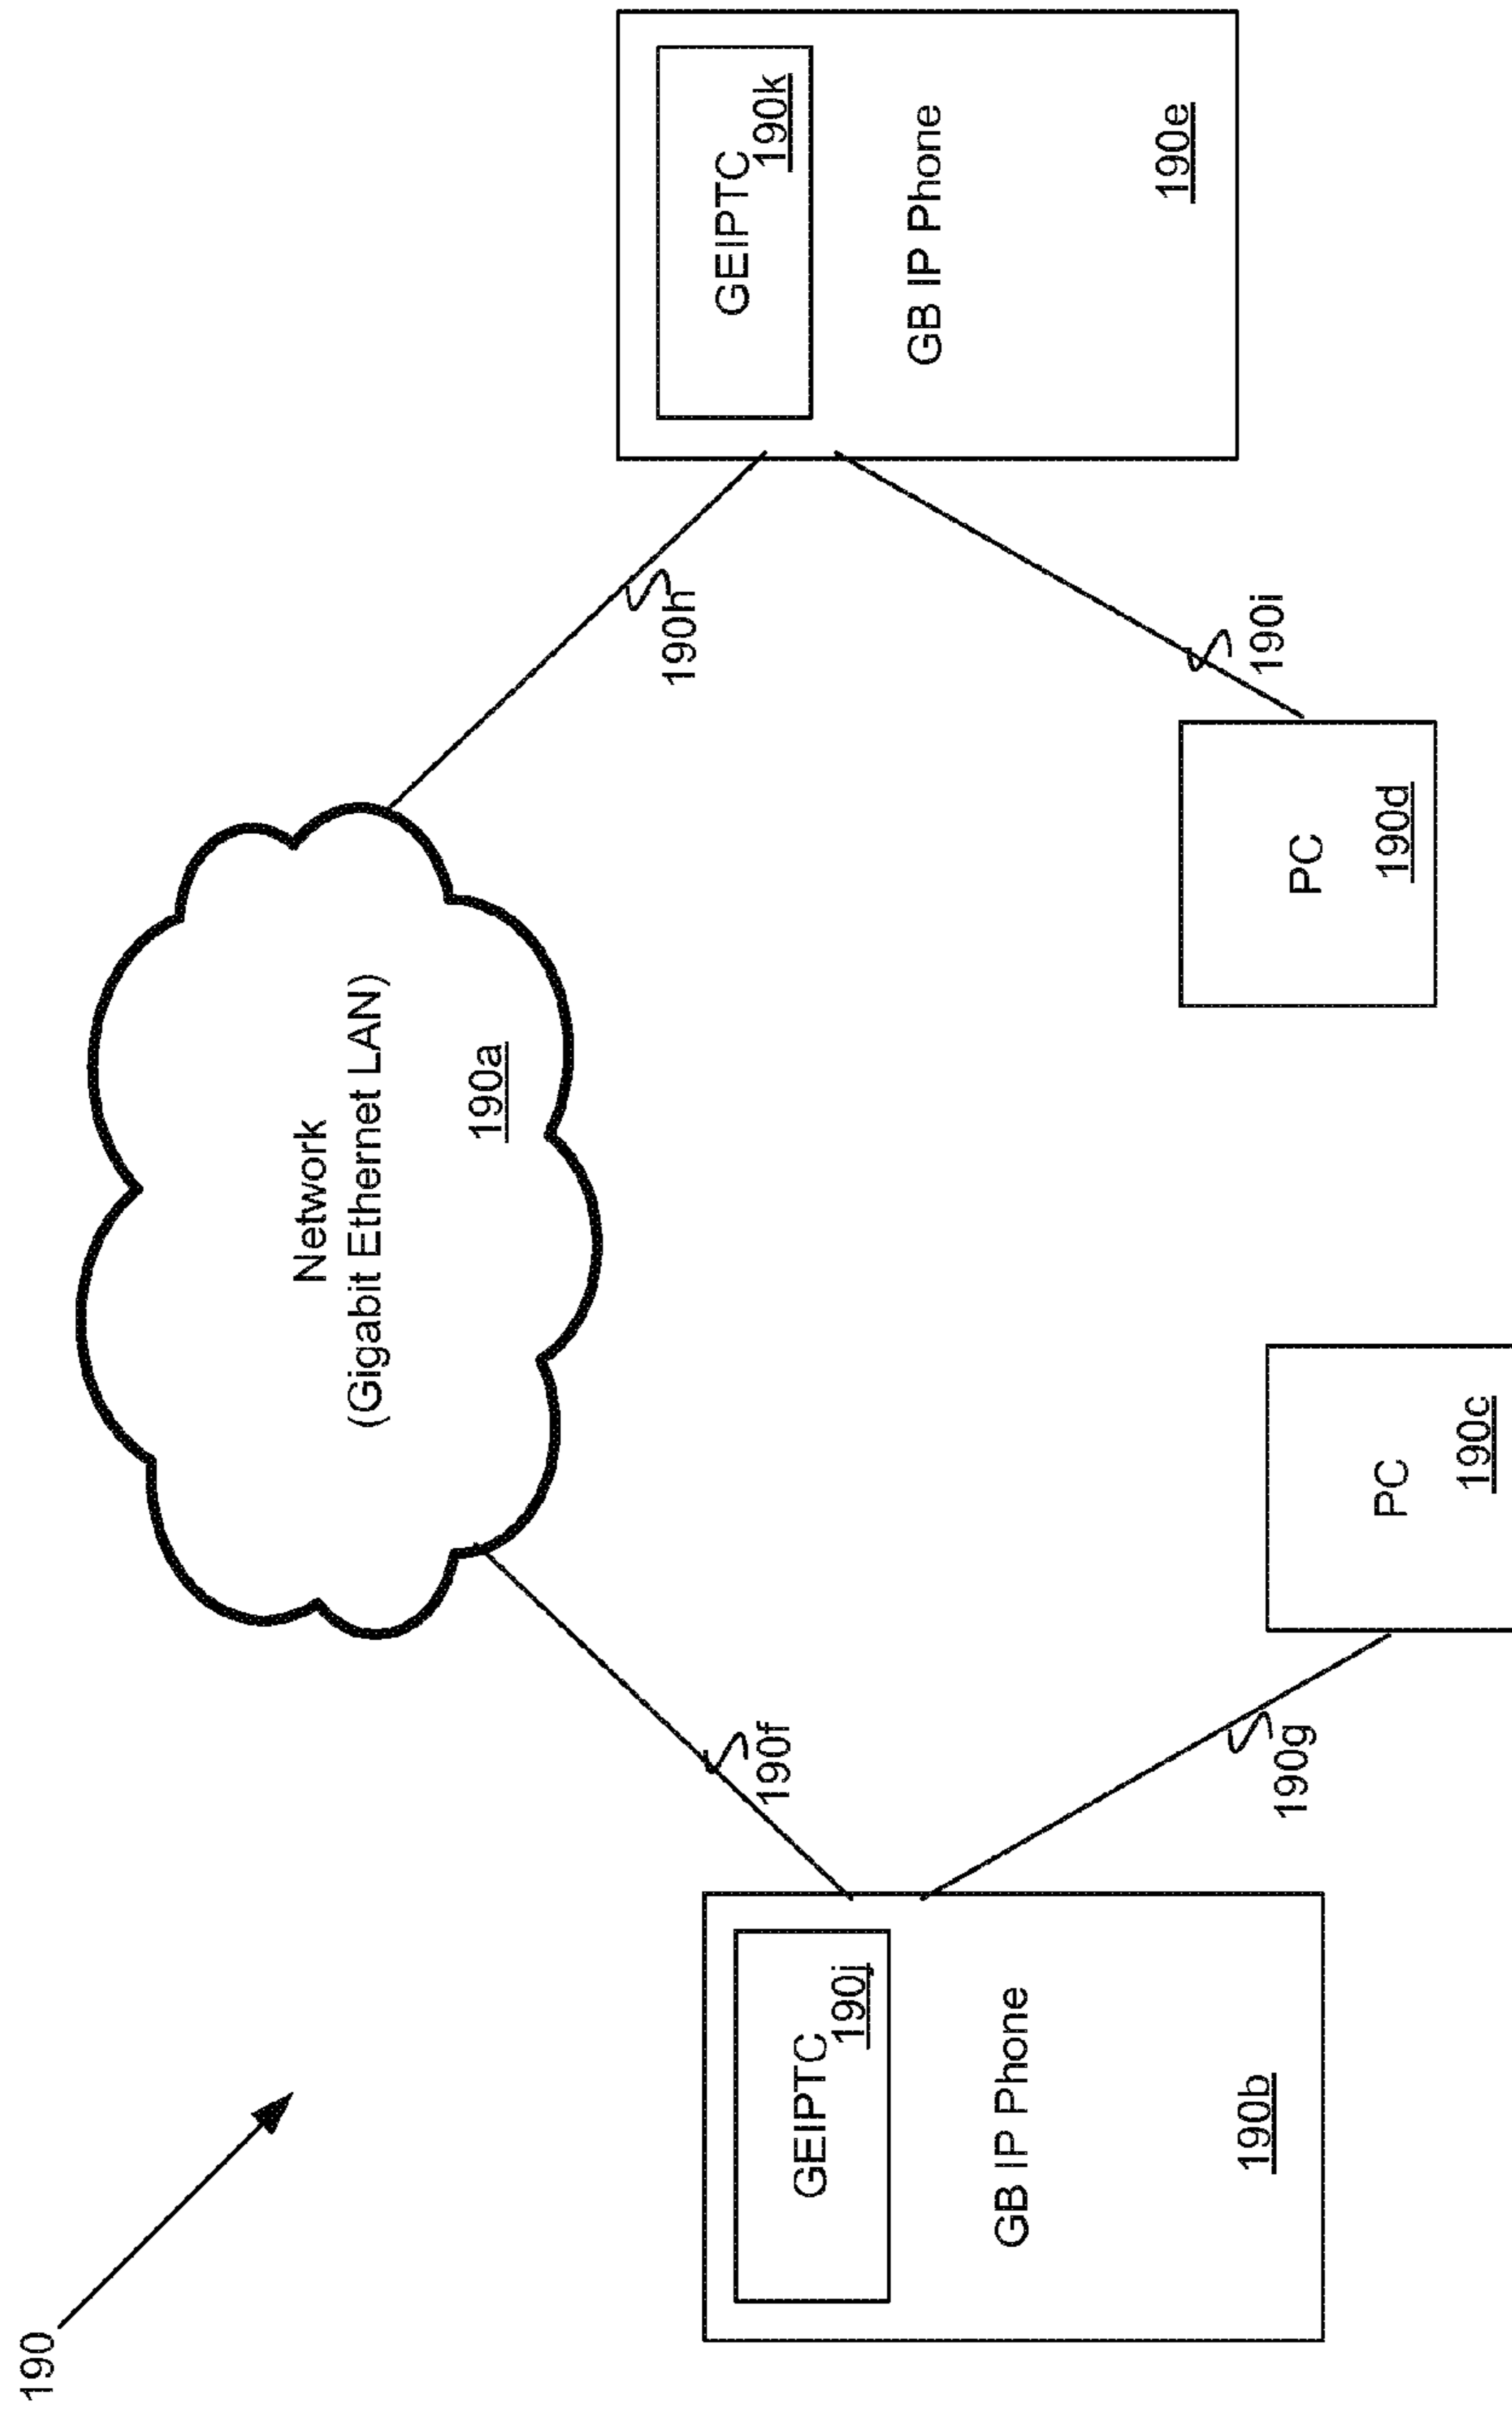 190
Network
(Gigabit Ethernet LAN)
190a
190f
190h
GEIPTC
190j
GB IP Phone
190b
GEIPTC
190k
GB IP Phone
190e
190g
190i
PC
190c
PC
190d